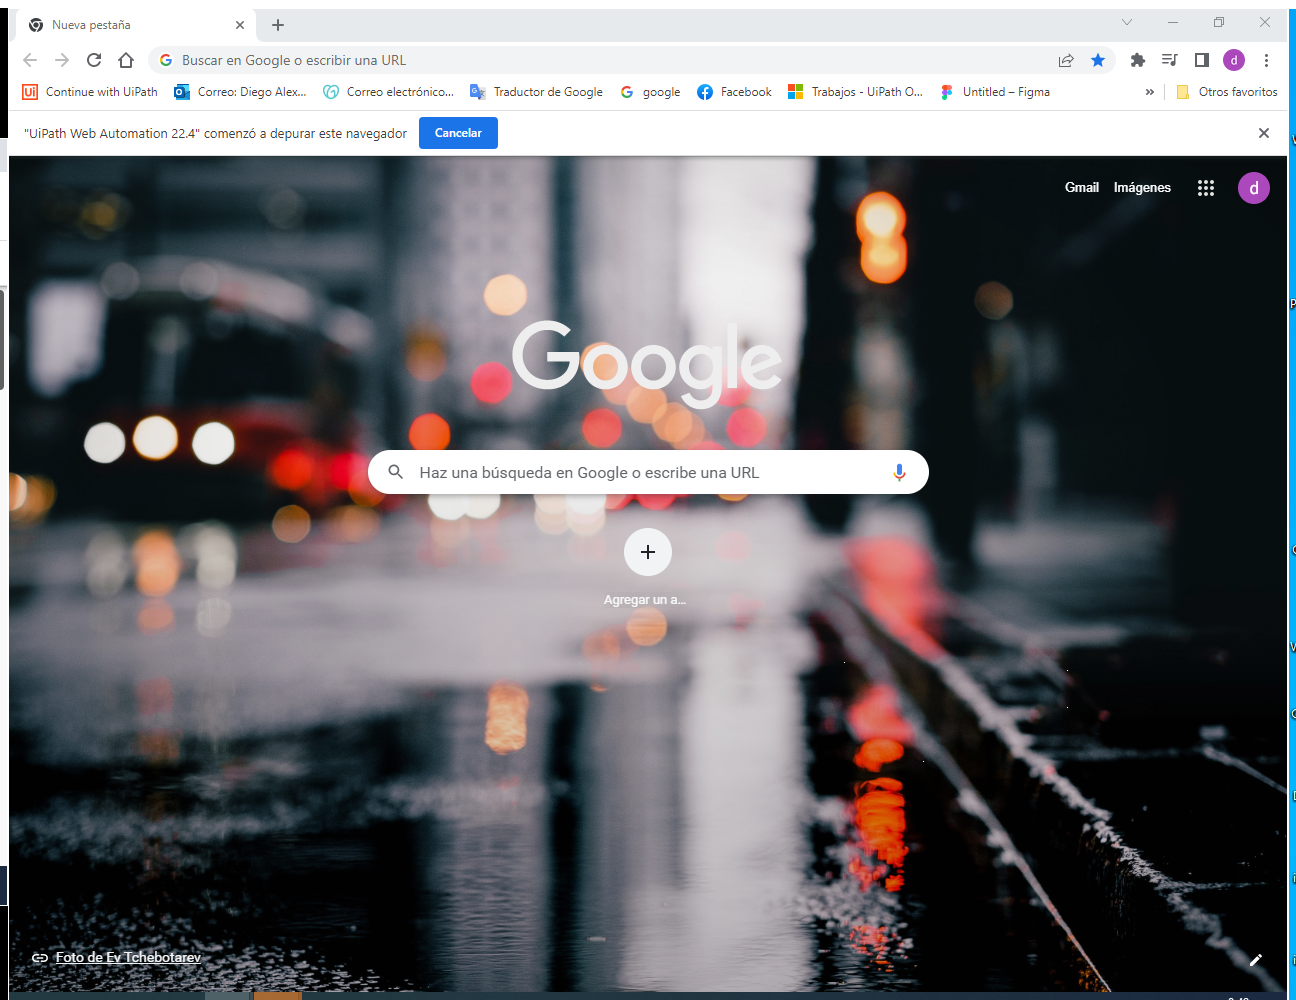 Nueva pestaña
Buscar en Google o escribir una URL
d
Continue with UiPath
Correo: Diego Alex...
Correo electrónico...
Traductor de Google
google
Facebook
Trabajos - UiPath O...
Untitled – Figma
»
Otros favoritos
"UiPath Web Automation 22.4" comenzó a depurar este navegador
Cancelar
Gmail
Imágenes
d
Google
Haz una búsqueda en Google o escribe una URL
Agregar un a...
Foto de Ev Tchebotarev